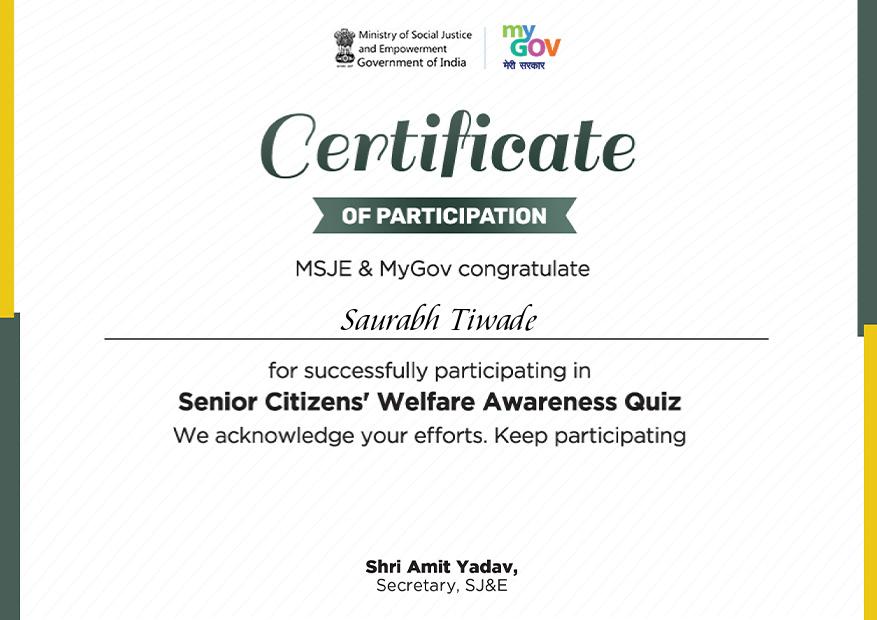 Ministry of Social Justice
and Empowerment
Government of India
my
GOV
मेरी सरकार
Certificate
OF PARTICIPATION
MSJE & MyGov congratulate
Saurabh Tiwade
for successfully participating in
Senior Citizens' Welfare Awareness Quiz
We acknowledge your efforts. Keep participating
Shri Amit Yadav,
Secretary, SJ&E